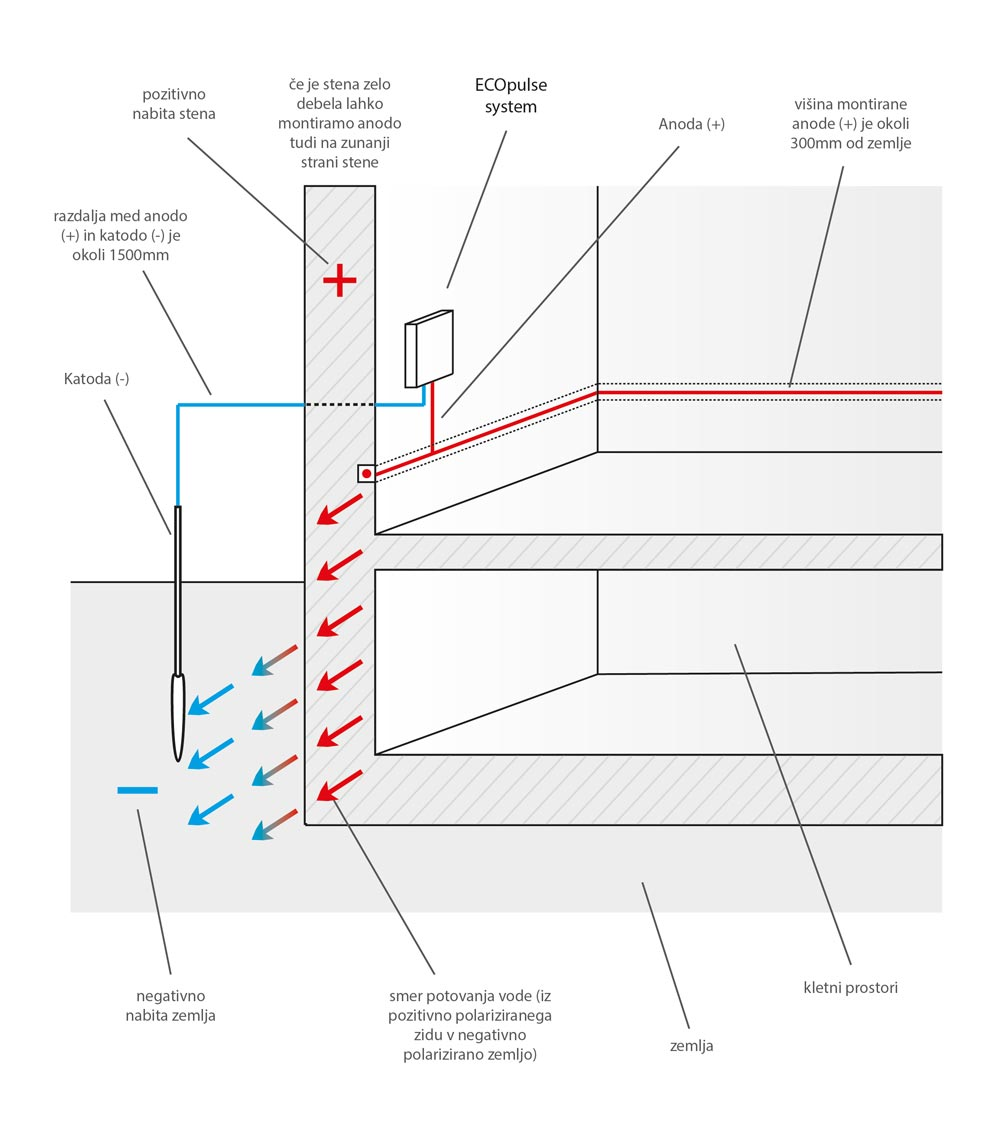 pozitivno
nabita stena
če je stena zelo
debela lahko
montiramo anodo
tudi na zunanji
strani stene
ECOpulse
system
Anoda (+)
višina montirane
anode (+) je okoli
300mm od zemlje
razdalja med anodo
(+) in katodo (-) je
okoli 1500mm
Katoda (-)
negativno
nabita zemlja
smer potovanja vode (iz
pozitivno polariziranega
zidu v negativno
polarizirano zemljo)
zemlja
kletni prostori